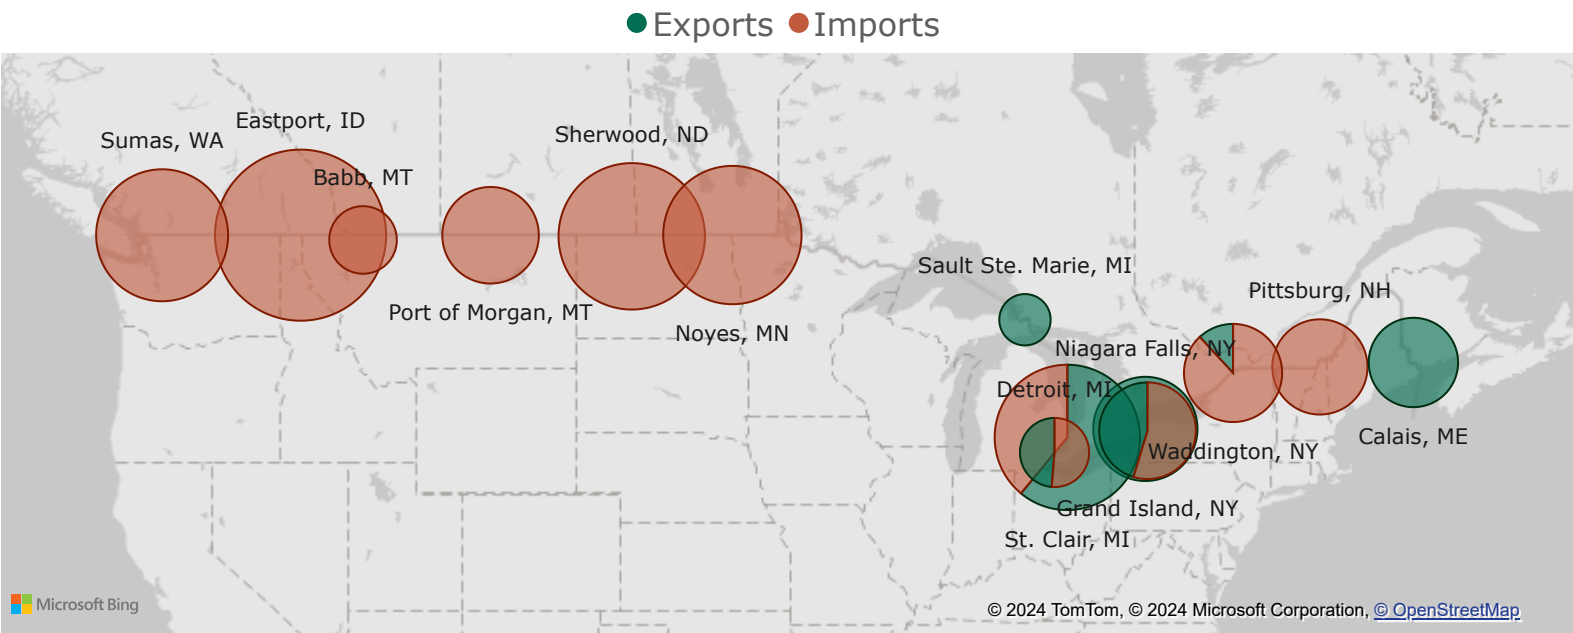 Exports Imports
Eastport, ID
Sumas, WA
Sherwood, ND
Babb, MT
Sault Ste. Marie, MI
Pittsburg, NH
Port of Morgan, MT
Noyes, MN
Niagara Falls, NY
Detroit, MI
Calais, ME
Waddington, NY
Grand Island, NY
St. Clair, MI
Microsoft Bing
© 2024 TomTom, © 2024 Microsoft Corporation, © OpenStreetMap